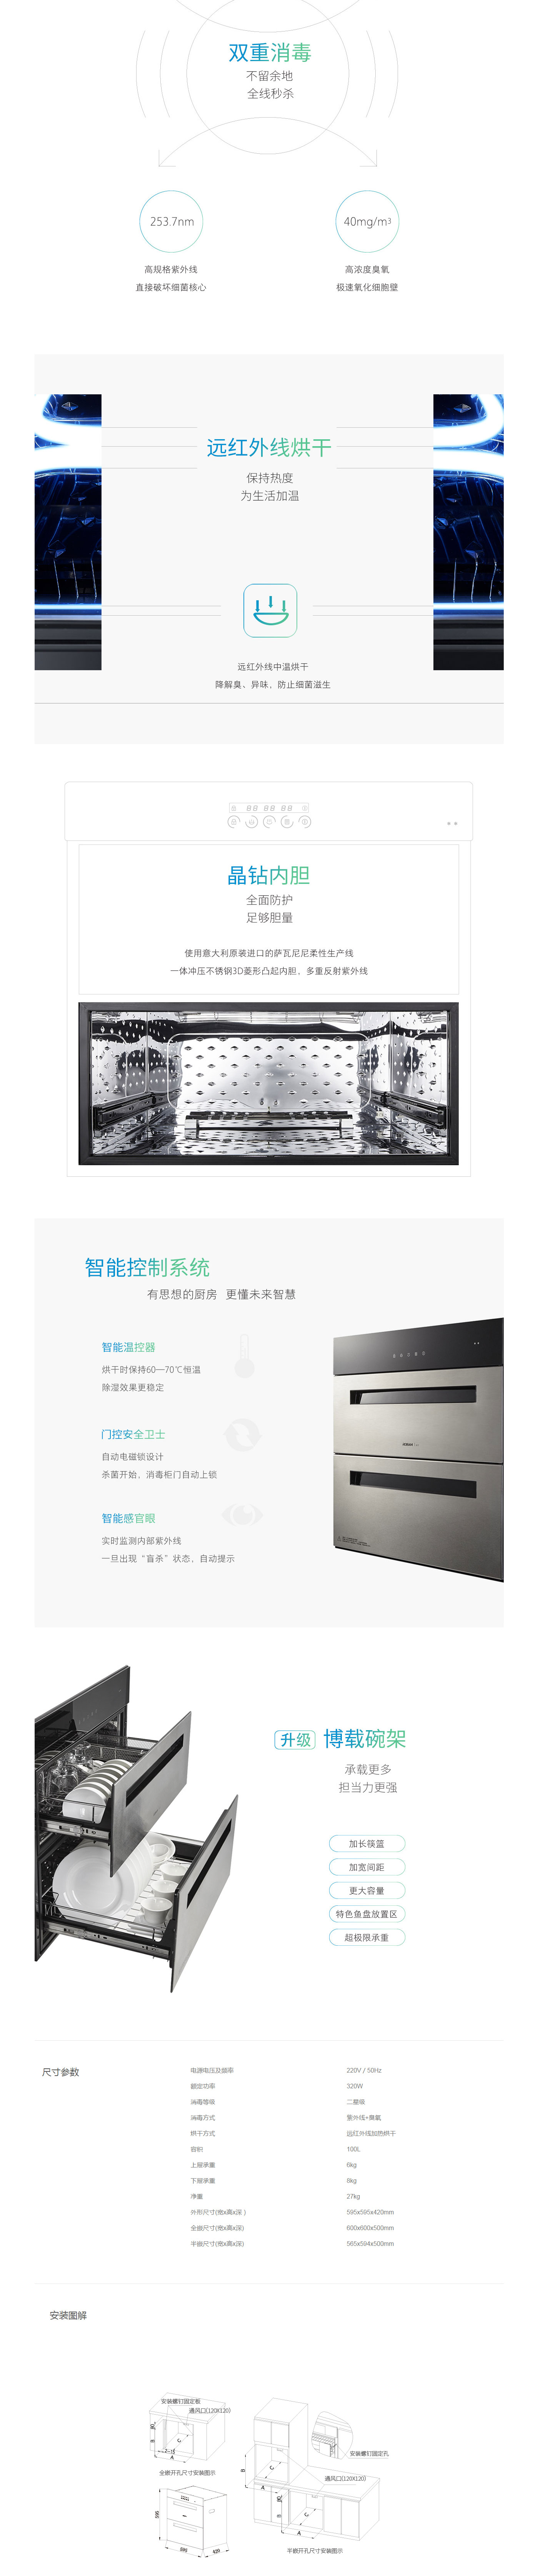 双重消毒
不留余地
全线秒杀
253.7nm
40mg/m³
高规格紫外线
直接破坏细菌核心
高浓度臭氧
极速氧化细胞壁
远红外线烘干
保持热度
为生活加温
远红外线中温烘干
降解臭、异味，防止细菌滋生
88 88 88
晶钻内胆
全面防护
足够胆量
使用意大利原装进口的萨瓦尼尼柔性生产线
一体冲压不锈钢3D菱形凸起内胆，多重反射紫外线
智能控制系统
有思想的厨房 更懂未来智慧
智能温控器
烘干时保持60—70℃恒温
除湿效果更稳定
门控安全卫士
自动电磁锁设计
杀菌开始，消毒柜门自动上锁
智能感官眼
实时监测内部紫外线
一旦出现“盲杀”状态，自动提示
升级 博载碗架
承载更多
担当力更强
加长筷篮
加宽间距
更大容量
特色鱼盘放置区
超极限承重
尺寸参数
电源电压及频率 220V / 50Hz
额定功率 320W
消毒等级 二星级
消毒方式 紫外线+臭氧
烘干方式 远红外线加热烘干
容积 100L
上层承重 6kg
下层承重 8kg
净重 27kg
外形尺寸(宽x高x深 ) 595x595x420mm
全嵌尺寸(宽x高x深) 600x600x500mm
半嵌尺寸(宽x高x深) 565x594x500mm
安装图解
安装螺钉固定板
通风口(120X120)
80
B
C
2-15
A
全嵌开孔尺寸安装图示
595
595
420
安装螺钉固定孔
通风口(120X120)
B
C
A
80
B
C
A
半嵌开孔尺寸安装图示